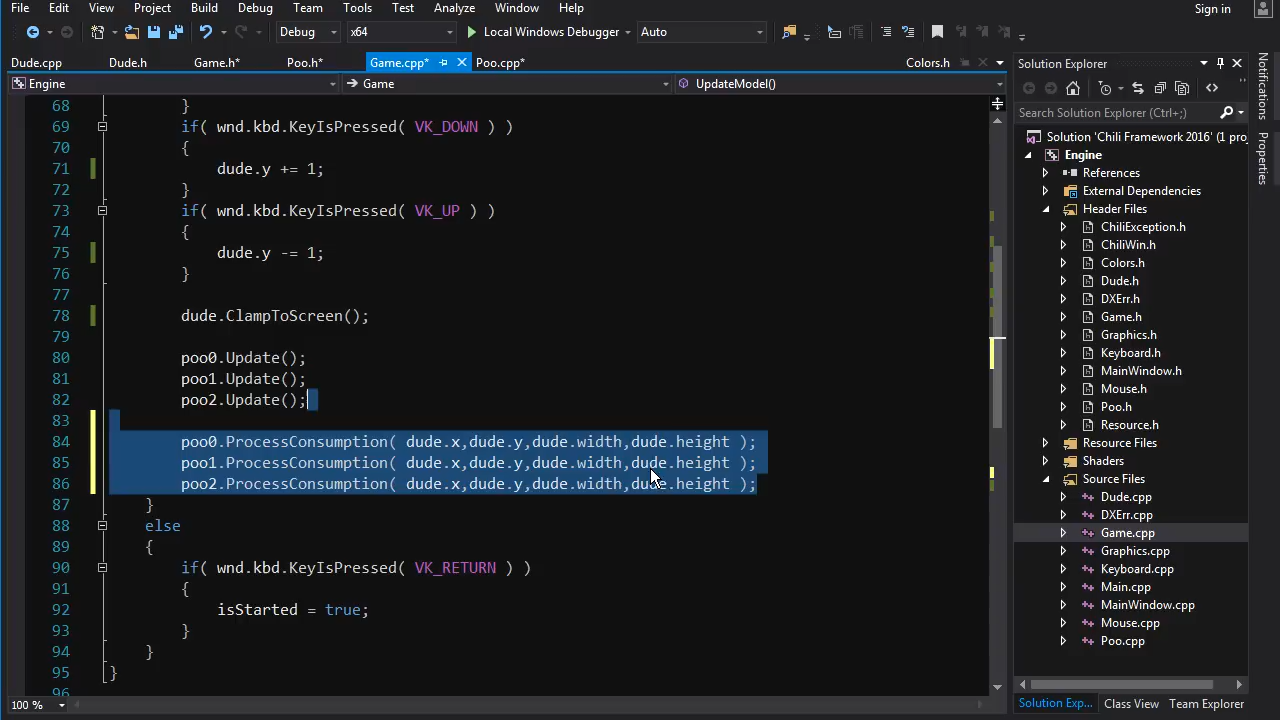 File Edit View Project Build Debug Team Tools Test Analyze Window Help Sign in
Debug x64 Local Windows Debugger Auto
Dude.cpp Dude.h Game.h* Poo.h* Game.cpp* Poo.cpp* Colors.h
Engine Game UpdateModel()
68 }
69 if( wnd.kbd.KeyIsPressed( VK_DOWN ) )
70 {
71 dude.y += 1;
72 }
73 if( wnd.kbd.KeyIsPressed( VK_UP ) )
74 {
75 dude.y -= 1;
76 }
77
78 dude.ClampToScreen();
79
80 poo0.Update();
81 poo1.Update();
82 poo2.Update();
83
84 poo0.ProcessConsumption( dude.x,dude.y,dude.width,dude.height );
85 poo1.ProcessConsumption( dude.x,dude.y,dude.width,dude.height );
86 poo2.ProcessConsumption( dude.x,dude.y,dude.width,dude.height );
87 }
88 else
89 {
90 if( wnd.kbd.KeyIsPressed( VK_RETURN ) )
91 {
92 isStarted = true;
93 }
94 }
95 }
96
100 %
Solution Explorer
Search Solution Explorer (Ctrl+;)
Solution 'Chili Framework 2016' (1 pro
Engine
References
External Dependencies
Header Files
ChiliException.h
ChiliWin.h
Colors.h
Dude.h
DXErr.h
Game.h
Graphics.h
Keyboard.h
MainWindow.h
Mouse.h
Poo.h
Resource.h
Resource Files
Shaders
Source Files
Dude.cpp
DXErr.cpp
Game.cpp
Graphics.cpp
Keyboard.cpp
Main.cpp
MainWindow.cpp
Mouse.cpp
Poo.cpp
Solution Exp... Class View Team Explorer
Notifications
Properties